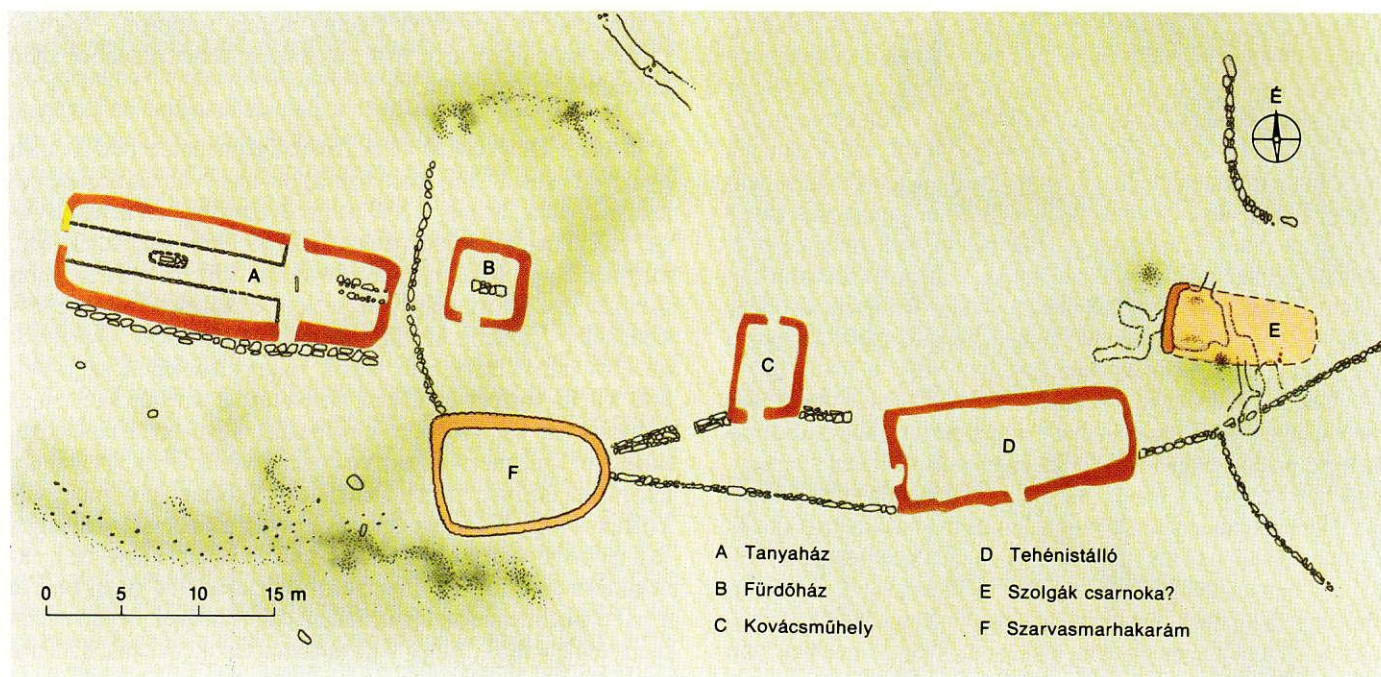 É
A
B
C
D
E
F
0 5 10 15 m
A Tanyaház
B Fürdőház
C Kovácsműhely
D Tehénistálló
E Szolgák csarnoka?
F Szarvasmarhakarám